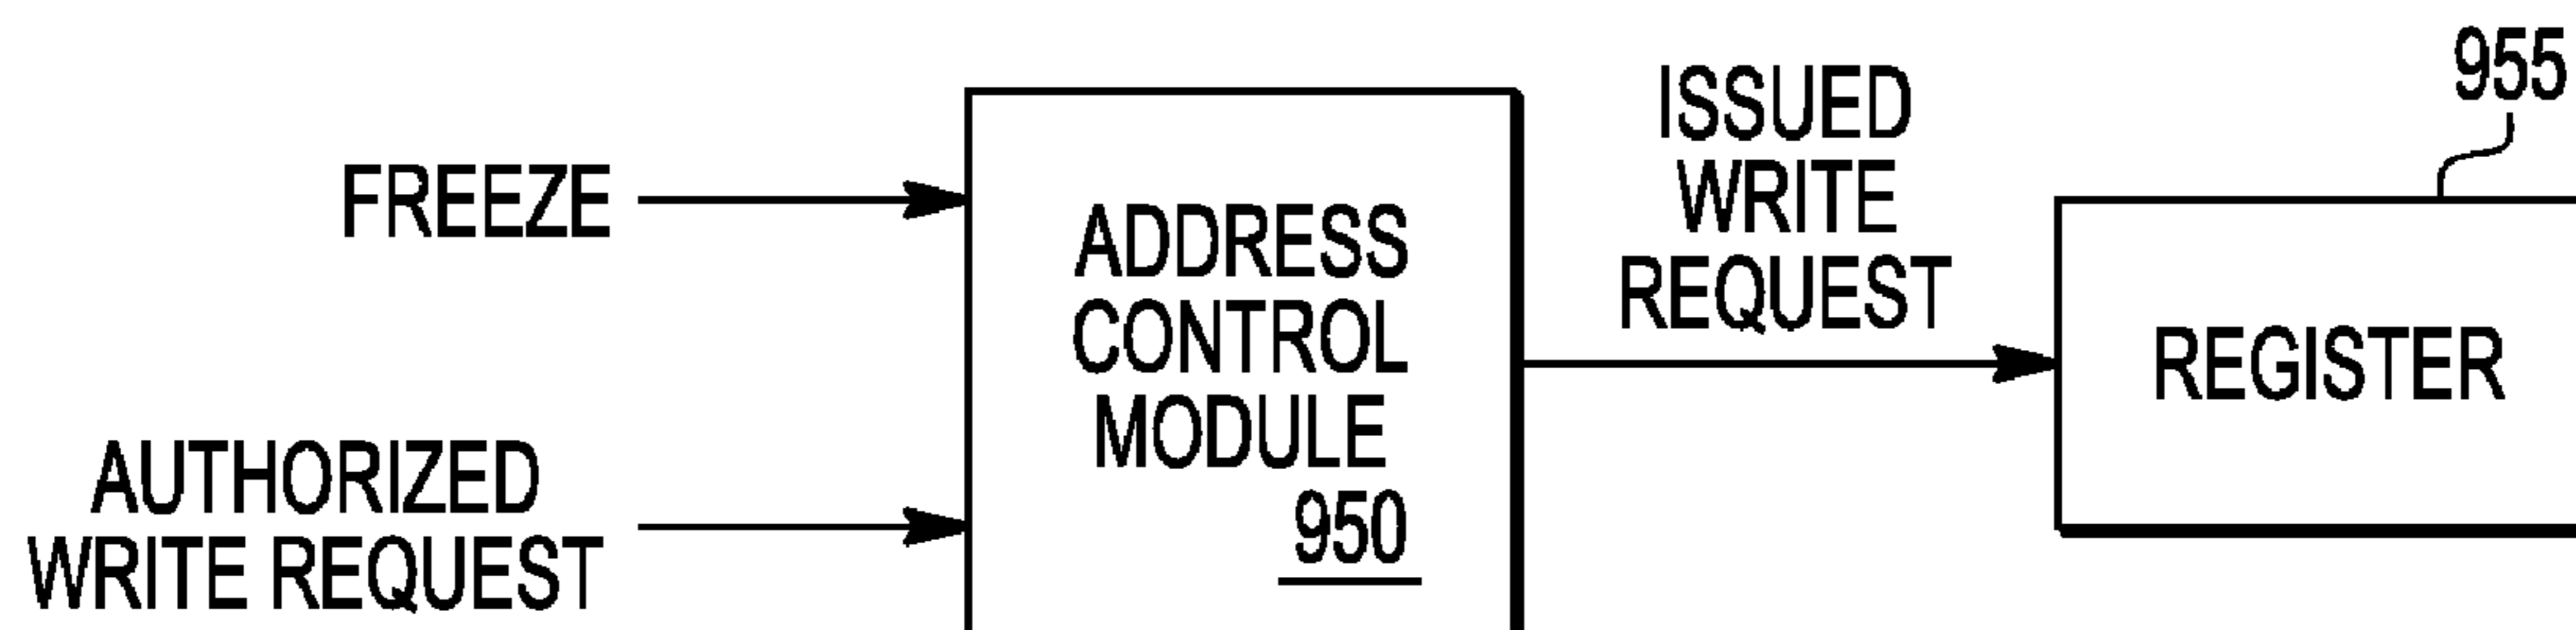 FREEZE
AUTHORIZED
WRITE REQUEST
ADDRESS
CONTROL
MODULE
950
ISSUED
WRITE
REQUEST
955
REGISTER